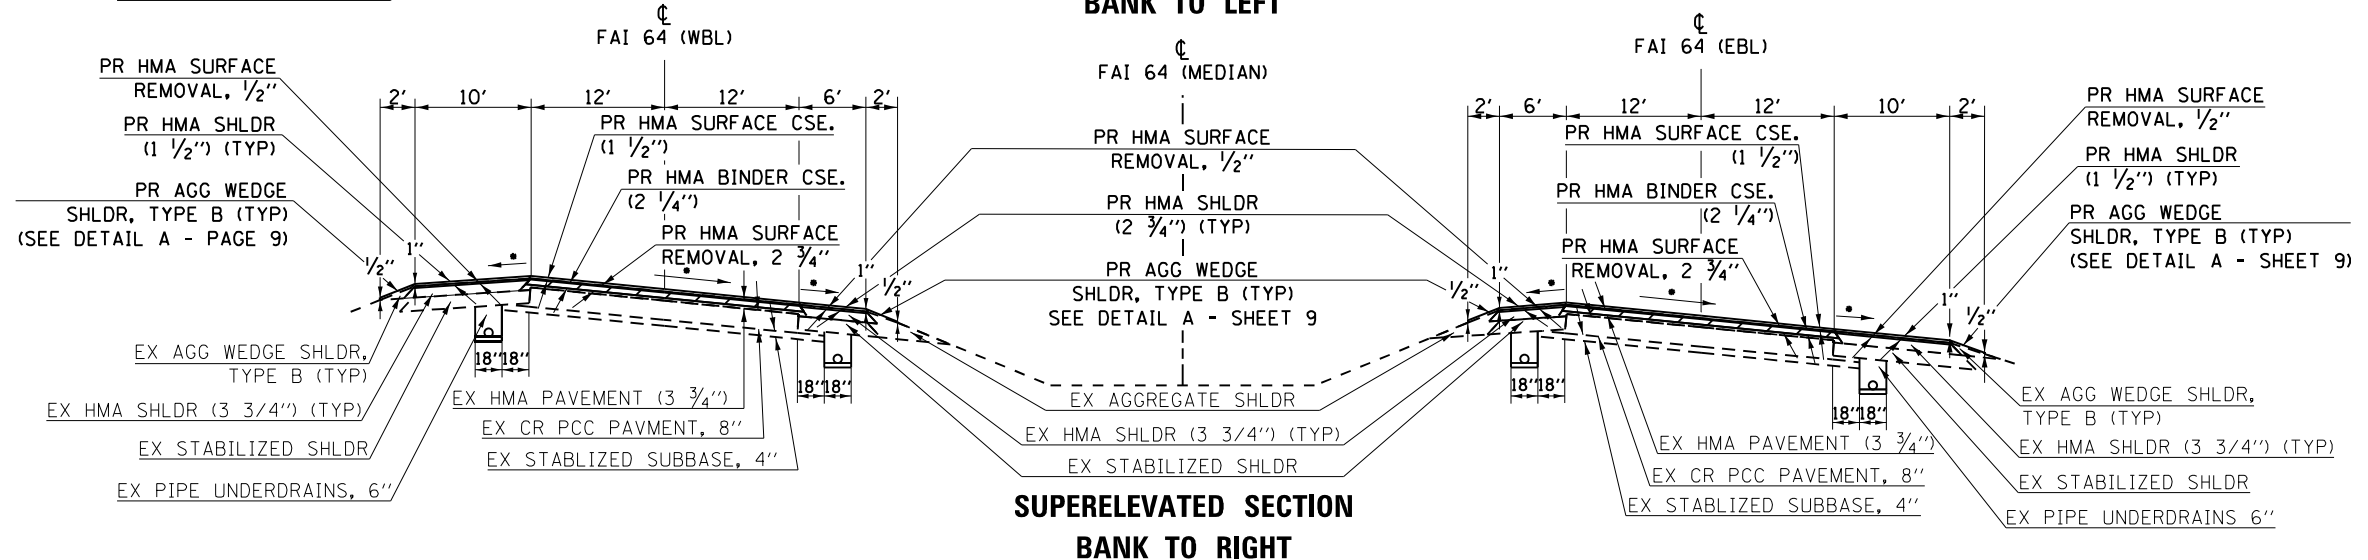 BANK TO LEFT
℄
FAI 64 (WBL)
℄
FAI 64 (MEDIAN)
℄
FAI 64 (EBL)
PR HMA SURFACE
REMOVAL, 1/2"
2' 10' 12' 12' 6' 2'
PR HMA SHLDR
(1 1/2") (TYP)
PR AGG WEDGE
SHLDR, TYPE B (TYP)
(SEE DETAIL A - PAGE 9)
PR HMA SURFACE CSE.
(1 1/2")
PR HMA BINDER CSE.
(2 1/4")
PR HMA SURFACE
REMOVAL, 2 3/4"
1"
1/2"
1"
1/2"
18" 18"
18" 18"
EX AGG WEDGE SHLDR,
TYPE B (TYP)
EX HMA SHLDR (3 3/4") (TYP)
EX STABILIZED SHLDR
EX PIPE UNDERDRAINS, 6"
EX HMA PAVEMENT (3 3/4")
EX CR PCC PAVMENT, 8"
EX STABLIZED SUBBASE, 4"
PR HMA SURFACE
REMOVAL, 1/2"
PR HMA SHLDR
(2 3/4") (TYP)
PR AGG WEDGE
SHLDR, TYPE B (TYP)
SEE DETAIL A - SHEET 9
EX AGGREGATE SHLDR
EX HMA SHLDR (3 3/4") (TYP)
EX STABILIZED SHLDR
2' 6' 12' 12' 10' 2'
PR HMA SURFACE CSE.
(1 1/2")
PR HMA BINDER CSE.
(2 1/4")
PR HMA SURFACE
REMOVAL, 2 3/4"
1"
1/2"
1"
1/2"
18" 18"
18" 18"
PR HMA SURFACE
REMOVAL, 1/2"
PR HMA SHLDR
(1 1/2") (TYP)
PR AGG WEDGE
SHLDR, TYPE B (TYP)
(SEE DETAIL A - SHEET 9)
EX HMA PAVEMENT (3 3/4")
EX CR PCC PAVEMENT, 8"
EX STABLIZED SUBBASE, 4"
EX AGG WEDGE SHLDR,
TYPE B (TYP)
EX HMA SHLDR (3 3/4") (TYP)
EX STABILIZED SHLDR
EX PIPE UNDERDRAINS 6"
SUPERELEVATED SECTION
BANK TO RIGHT